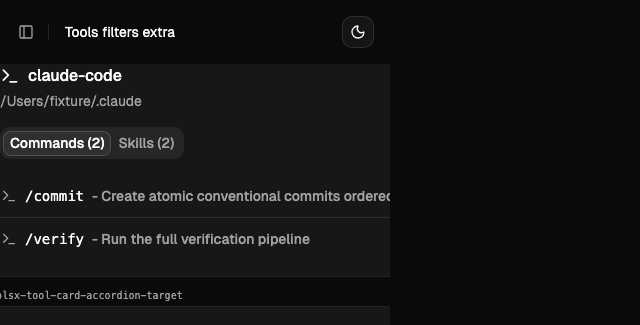 Tools filters extra
claude-code
/Users/fixture/.claude
Commands (2) Skills (2)
/commit - Create atomic conventional commits ordered
/verify - Run the full verification pipeline
olsx-tool-card-accordion-target